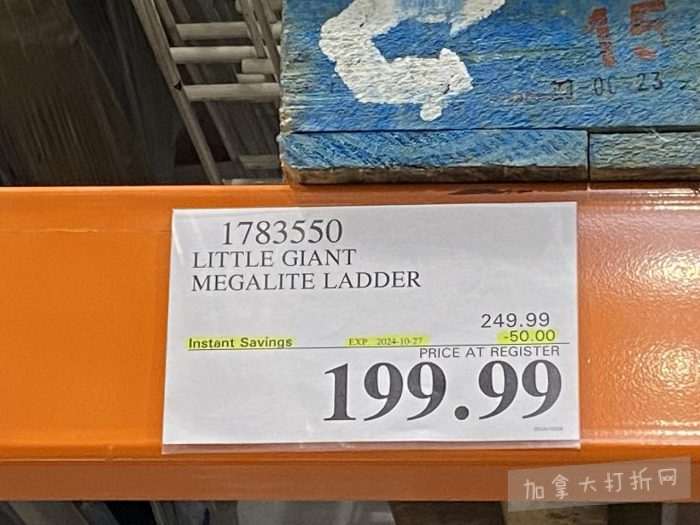 1783550
LITTLE GIANT
MEGALITE LADDER
249.99
Instant Savings EXP. 2024-10-27 -50.00
PRICE AT REGISTER
199.99
加拿大打折网